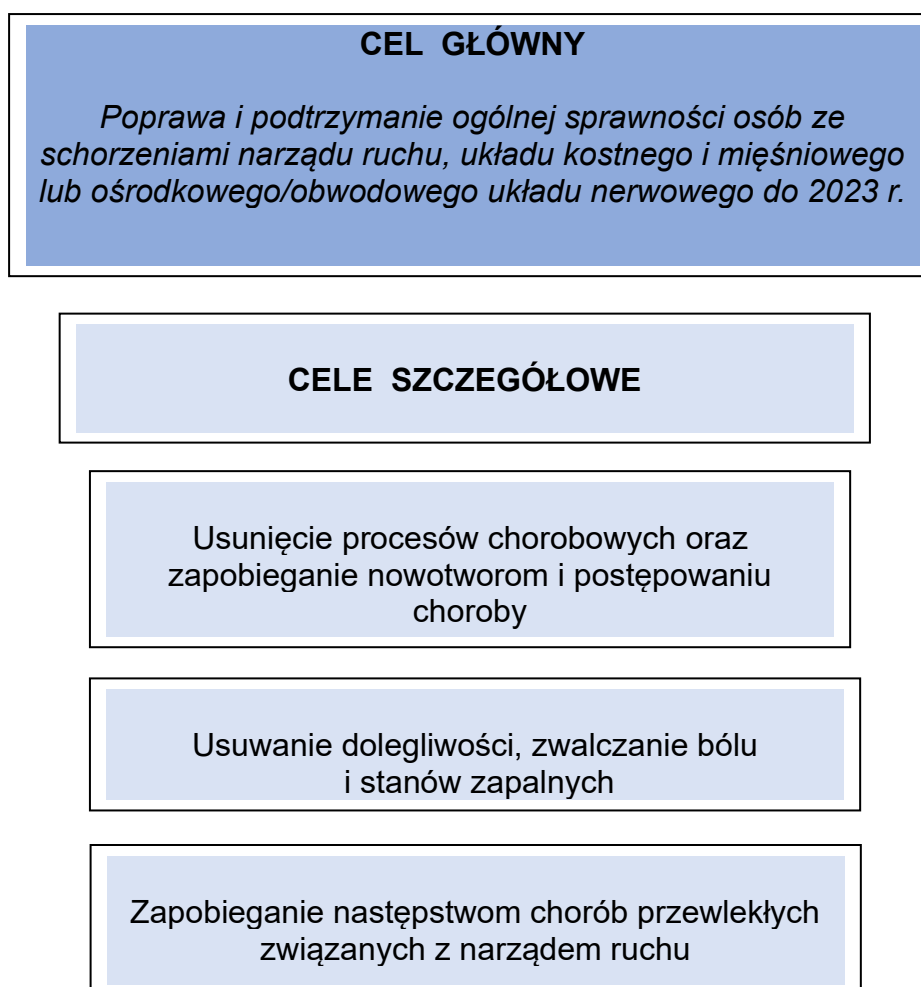 CEL GŁÓWNY
Poprawa i podtrzymanie ogólnej sprawności osób ze
schorzeniami narządu ruchu, układu kostnego i mięśniowego
lub ośrodkowego/obwodowego układu nerwowego do 2023 r.
CELE SZCZEGÓŁOWE
Usunięcie procesów chorobowych oraz
zapobieganie nowotworom i postępowaniu
choroby
Usuwanie dolegliwości, zwalczanie bólu
i stanów zapalnych
Zapobieganie następstwom chorób przewlekłych
związanych z narządem ruchu